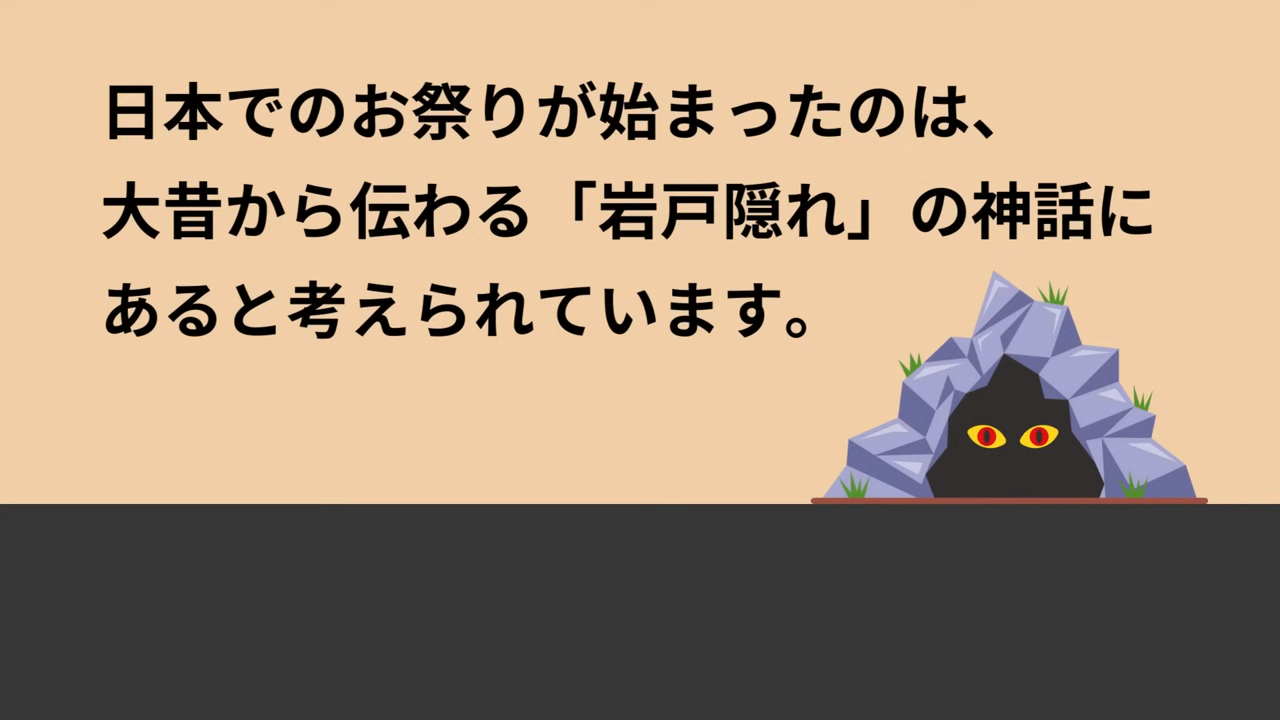 日本でのお祭りが始まったのは、
大昔から伝わる「岩戸隠れ」の神話に
あると考えられています。